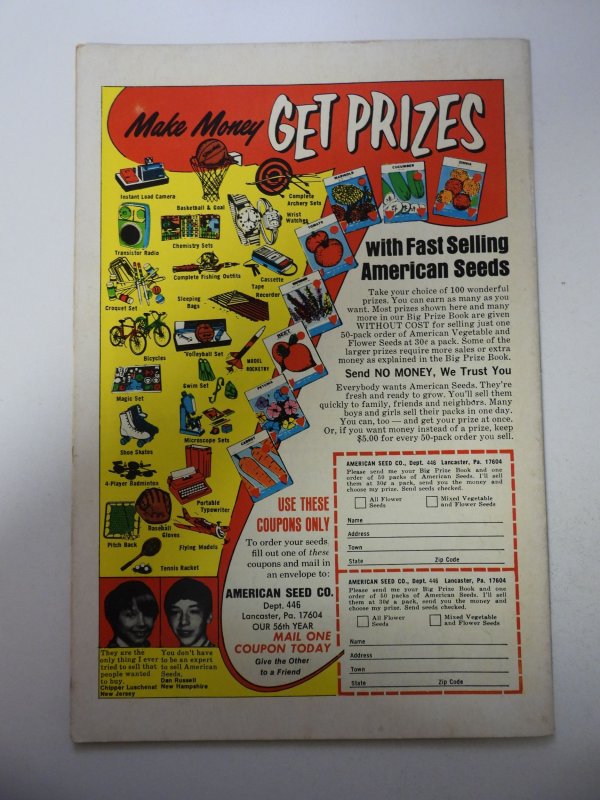 Make Money GET PRIZES
Instant Load Camera
Basketball & Goal
Complete
Archery Sets
Wrist
Watches
Transistor Radio
Chemistry Sets
Complete Fishing Outfits
Cassette
Tape
Recorder
Croquet Set
Sleeping
Bags
Bicycles
Volleyball Set
MODEL
ROCKETRY
Magic Set
Swim Set
Shoe Skates
Microscope Sets
4-Player Badminton
Portable
Typewriter
Baseball
Gloves
Pitch Back
Flying Models
Tennis Racket
MARIGOLD
CUCUMBER
ZINNIA
TOMATO
BEET
PETUNIA
CARROT
with Fast Selling
American Seeds
Take your choice of 100 wonderful
prizes. You can earn as many as you
want. Most prizes shown here and many
more in our Big Prize Book are given
WITHOUT COST for selling just one
50-pack order of American Vegetable and
Flower Seeds at 30¢ a pack. Some of the
larger prizes require more sales or extra
money as explained in the Big Prize Book.
Send NO MONEY, We Trust You
Everybody wants American Seeds. They're
fresh and ready to grow. You'll sell them
quickly to family, friends and neighbors. Many
boys and girls sell their packs in one day.
You can, too — and get your prize at once.
Or, if you want money instead of a prize, keep
$5.00 for every 50-pack order you sell.
USE THESE
COUPONS ONLY
To order your seeds
fill out one of these
coupons and mail in
an envelope to:
AMERICAN SEED CO.
Dept. 446
Lancaster, Pa. 17604
OUR 56th YEAR
MAIL ONE
COUPON TODAY
Give the Other
to a Friend
They are the
only thing I ever
tried to sell that
people wanted
to buy.
Chipper Luschenat
New Jersey
You don't have
to be an expert
to sell American
Seeds.
Dan Russell
New Hampshire
AMERICAN SEED CO., Dept. 446 Lancaster, Pa. 17604
Please send me your Big Prize Book and one
order of 50 packs of American Seeds. I'll sell
them at 30¢ a pack, send you the money and
choose my prize. Send seeds checked.
All Flower
Seeds
Mixed Vegetable
and Flower Seeds
Name
Address
Town
State Zip Code
AMERICAN SEED CO., Dept. 446 Lancaster, Pa. 17604
Please send me your Big Prize Book and one
order of 50 packs of American Seeds. I'll sell
them at 30¢ a pack, send you the money and
choose my prize. Send seeds checked.
All Flower
Seeds
Mixed Vegetable
and Flower Seeds
Name
Address
Town
State Zip Code